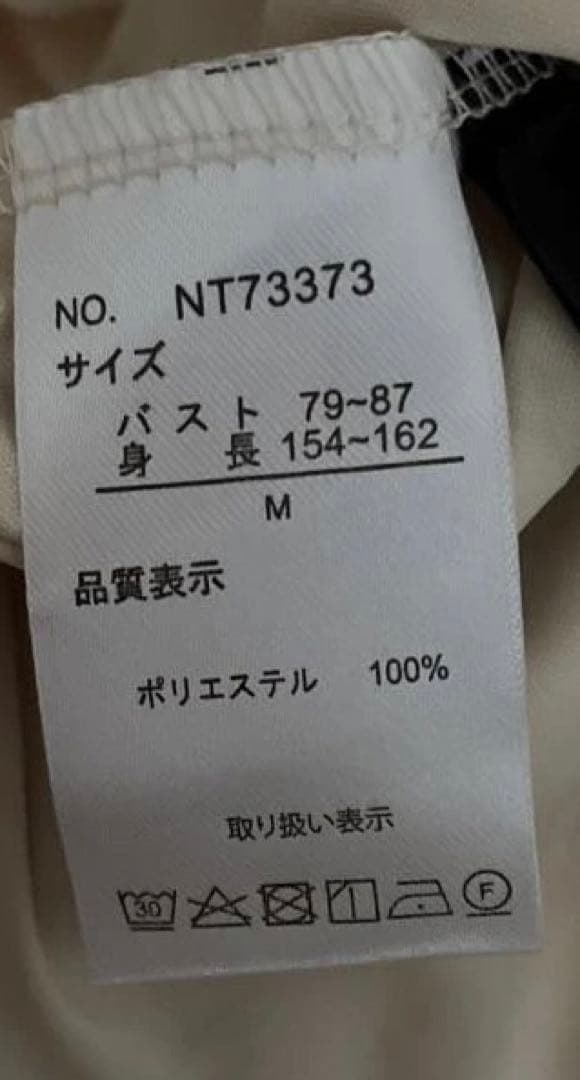 NO. NT73373
サイズ
バスト 79~87
身長 154~162
M
品質表示
ポリエステル 100%
取り扱い表示
30 F